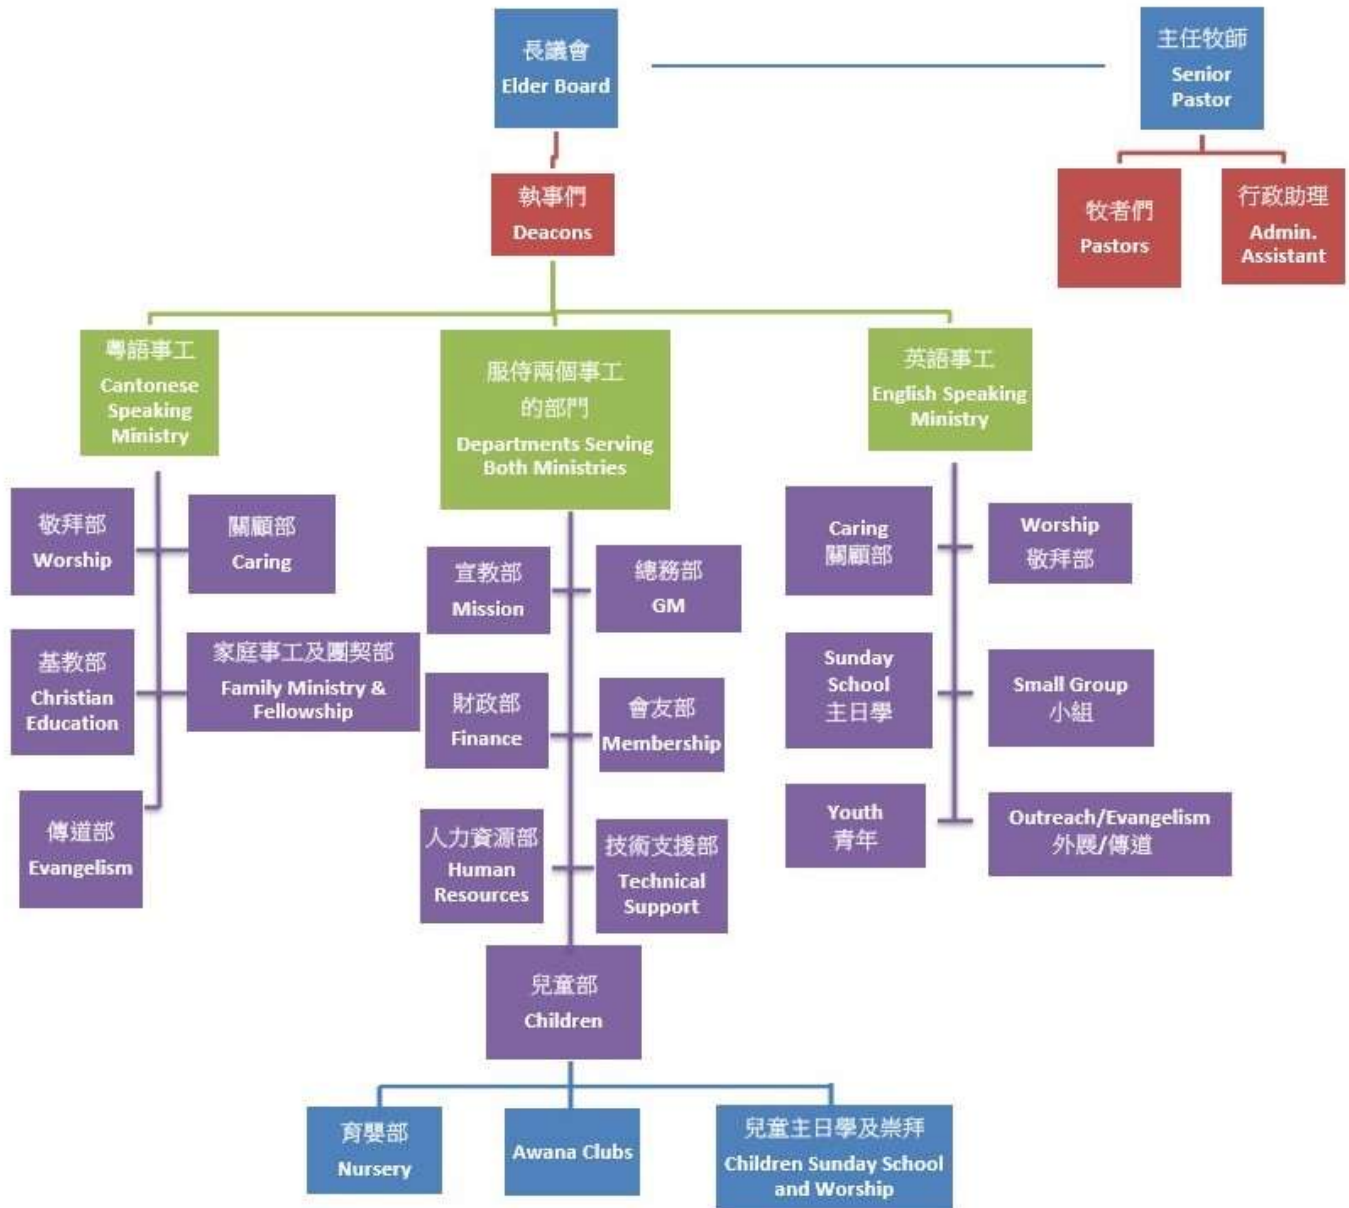 長議會
Elder Board
主任牧師
Senior
Pastor
執事們
Deacons
牧者們
Pastors
行政助理
Admin.
Assistant
粵語事工
Cantonese
Speaking
Ministry
服侍兩個事工
的部門
Departments Serving
Both Ministries
英語事工
English Speaking
Ministry
敬拜部
Worship
關顧部
Caring
基教部
Christian
Education
家庭事工及團契部
Family Ministry &
Fellowship
傳道部
Evangelism
宣教部
Mission
總務部
GM
財政部
Finance
會友部
Membership
人力資源部
Human
Resources
技術支援部
Technical
Support
Caring
關顧部
Worship
敬拜部
Sunday
School
主日學
Small Group
小組
Youth
青年
Outreach/Evangelism
外展/傳道
兒童部
Children
育嬰部
Nursery
Awana Clubs
兒童主日學及崇拜
Children Sunday School
and Worship